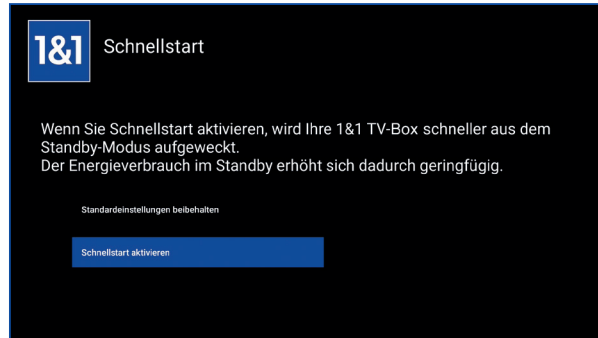 1&1
Schnellstart
Wenn Sie Schnellstart aktivieren, wird Ihre 1&1 TV-Box schneller aus dem
Standby-Modus aufgeweckt.
Der Energieverbrauch im Standby erhöht sich dadurch geringfügig.
Standardeinstellungen beibehalten
Schnellstart aktivieren